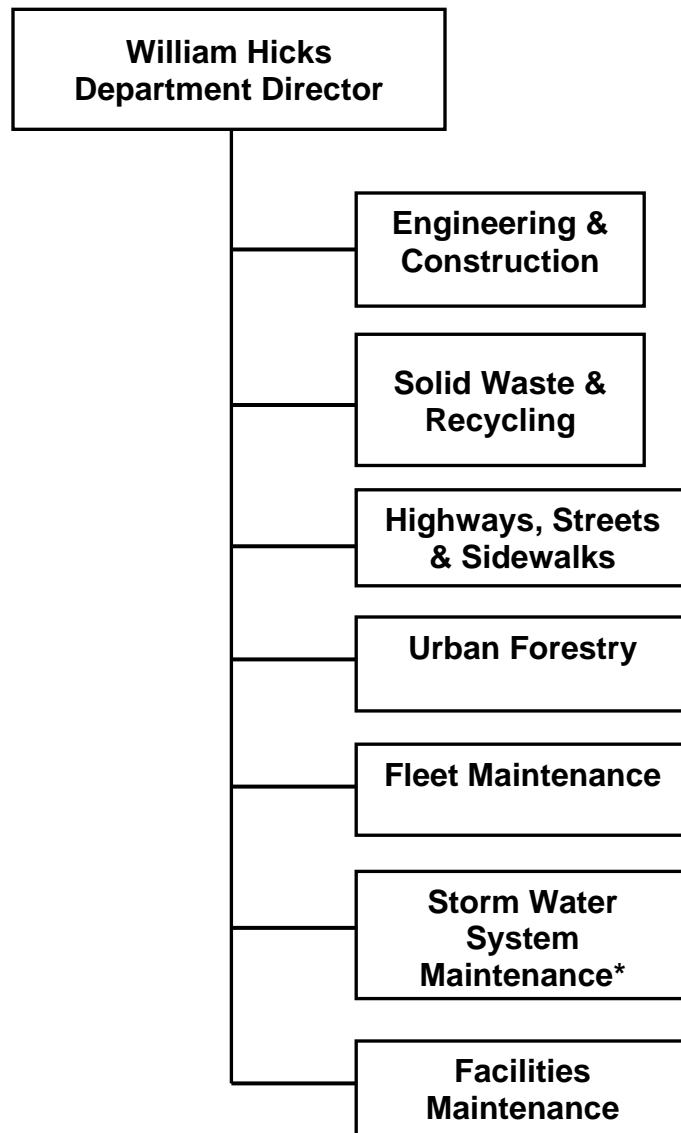 William Hicks
Department Director
Engineering &
Construction
Solid Waste &
Recycling
Highways, Streets
& Sidewalks
Urban Forestry
Fleet Maintenance
Storm Water
System
Maintenance*
Facilities
Maintenance